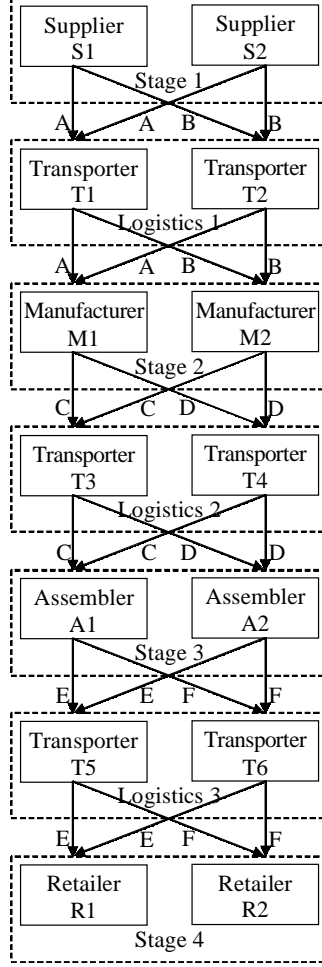 Supplier Supplier
S1 S2
Stage 1
A A B B
Transporter Transporter
T1 T2
Logistics 1
A A B B
Manufacturer Manufacturer
M1 M2
Stage 2
C C D D
Transporter Transporter
T3 T4
Logistics 2
C C D D
Assembler Assembler
A1 A2
Stage 3
E E F F
Transporter Transporter
T5 T6
Logistics 3
E E F F
Retailer Retailer
R1 R2
Stage 4